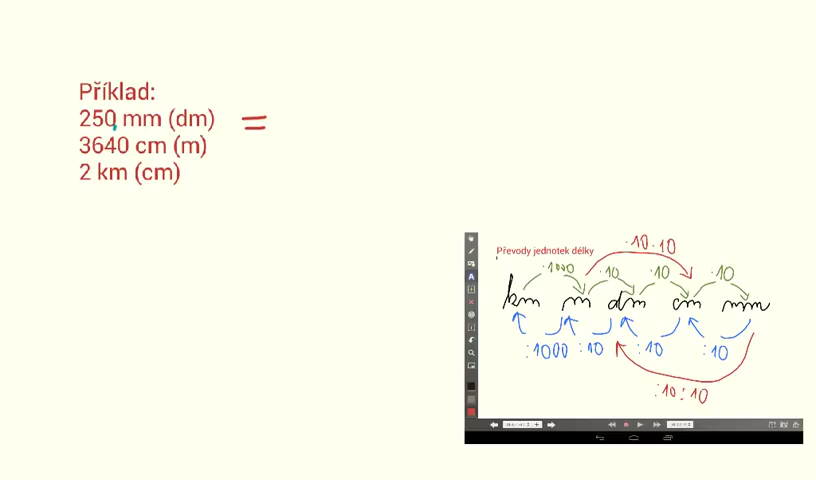 Příklad:
250 mm (dm) =
3640 cm (m)
2 km (cm)
Převody jednotek délky
·10·10
·1000 ·10 ·10 ·10
km m dm cm mm
:1000 :10 :10 :10
:10:10